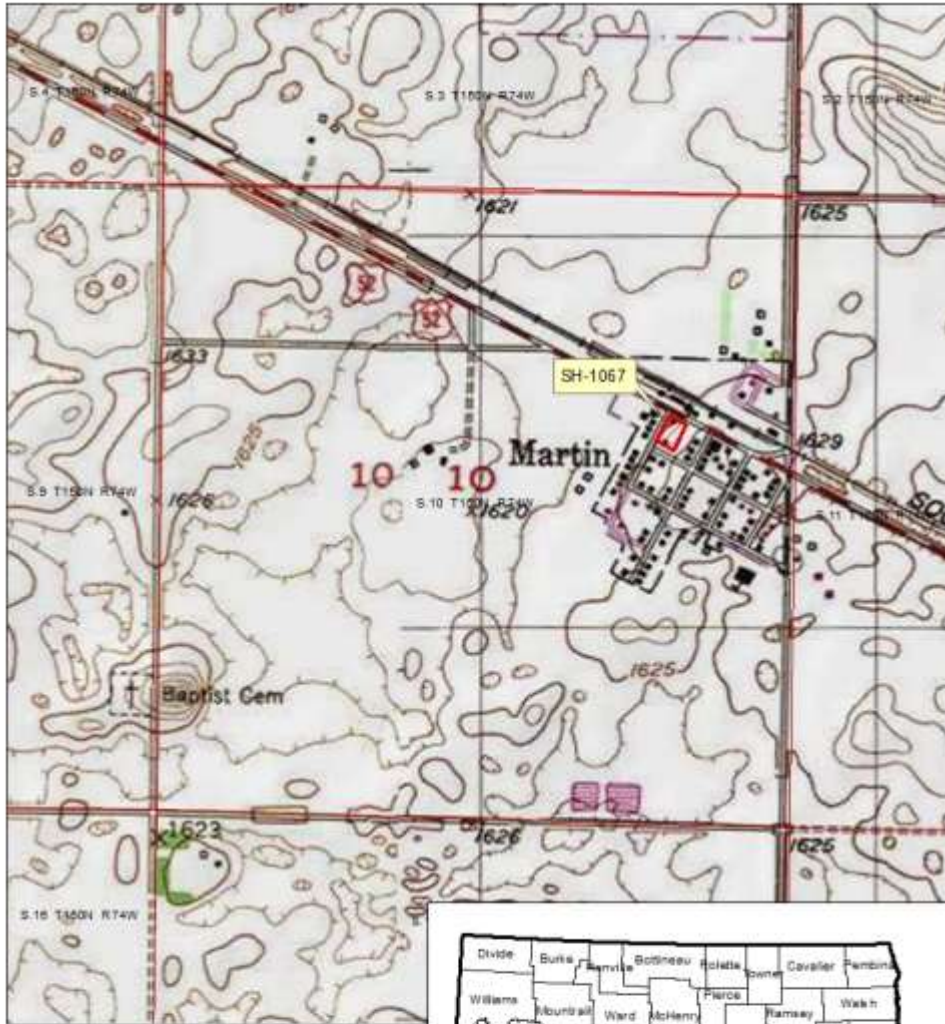 S.4 T150N R74W
S.3 T150N R74W
S.2 T150N R74W
1621
1625
52
52
1633
SH-1067
1625
1629
Martin
10
10
S.9 T150N R74W
1626
S.10 T150N R74W
1620
S.11
SO
1625
Baptist Cem
1623
1626
1625
S.16 T150N R74W
Divide
Burke
Renville
Bottineau
Rolette
Towner
Cavalier
Pembina
Williams
Mountrail
Ward
McHenry
Pierce
Ramsey
Walsh